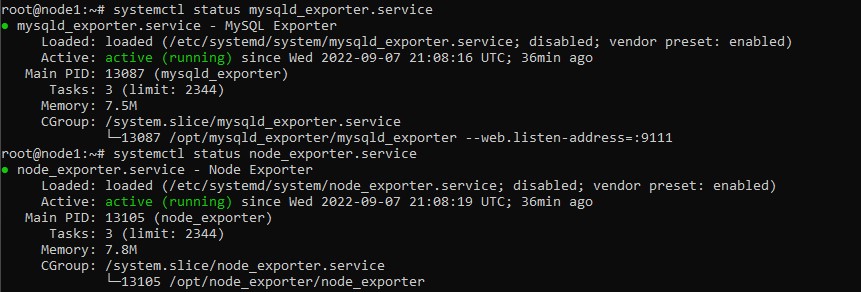 root@node1:~# systemctl status mysqld_exporter.service
● mysqld_exporter.service - MySQL Exporter
     Loaded: loaded (/etc/systemd/system/mysqld_exporter.service; disabled; vendor preset: enabled)
     Active: active (running) since Wed 2022-09-07 21:08:16 UTC; 36min ago
   Main PID: 13087 (mysqld_exporter)
      Tasks: 3 (limit: 2344)
     Memory: 7.5M
     CGroup: /system.slice/mysqld_exporter.service
             └─13087 /opt/mysqld_exporter/mysqld_exporter --web.listen-address=:9111
root@node1:~# systemctl status node_exporter.service
● node_exporter.service - Node Exporter
     Loaded: loaded (/etc/systemd/system/node_exporter.service; disabled; vendor preset: enabled)
     Active: active (running) since Wed 2022-09-07 21:08:19 UTC; 36min ago
   Main PID: 13105 (node_exporter)
      Tasks: 3 (limit: 2344)
     Memory: 7.8M
     CGroup: /system.slice/node_exporter.service
             └─13105 /opt/node_exporter/node_exporter